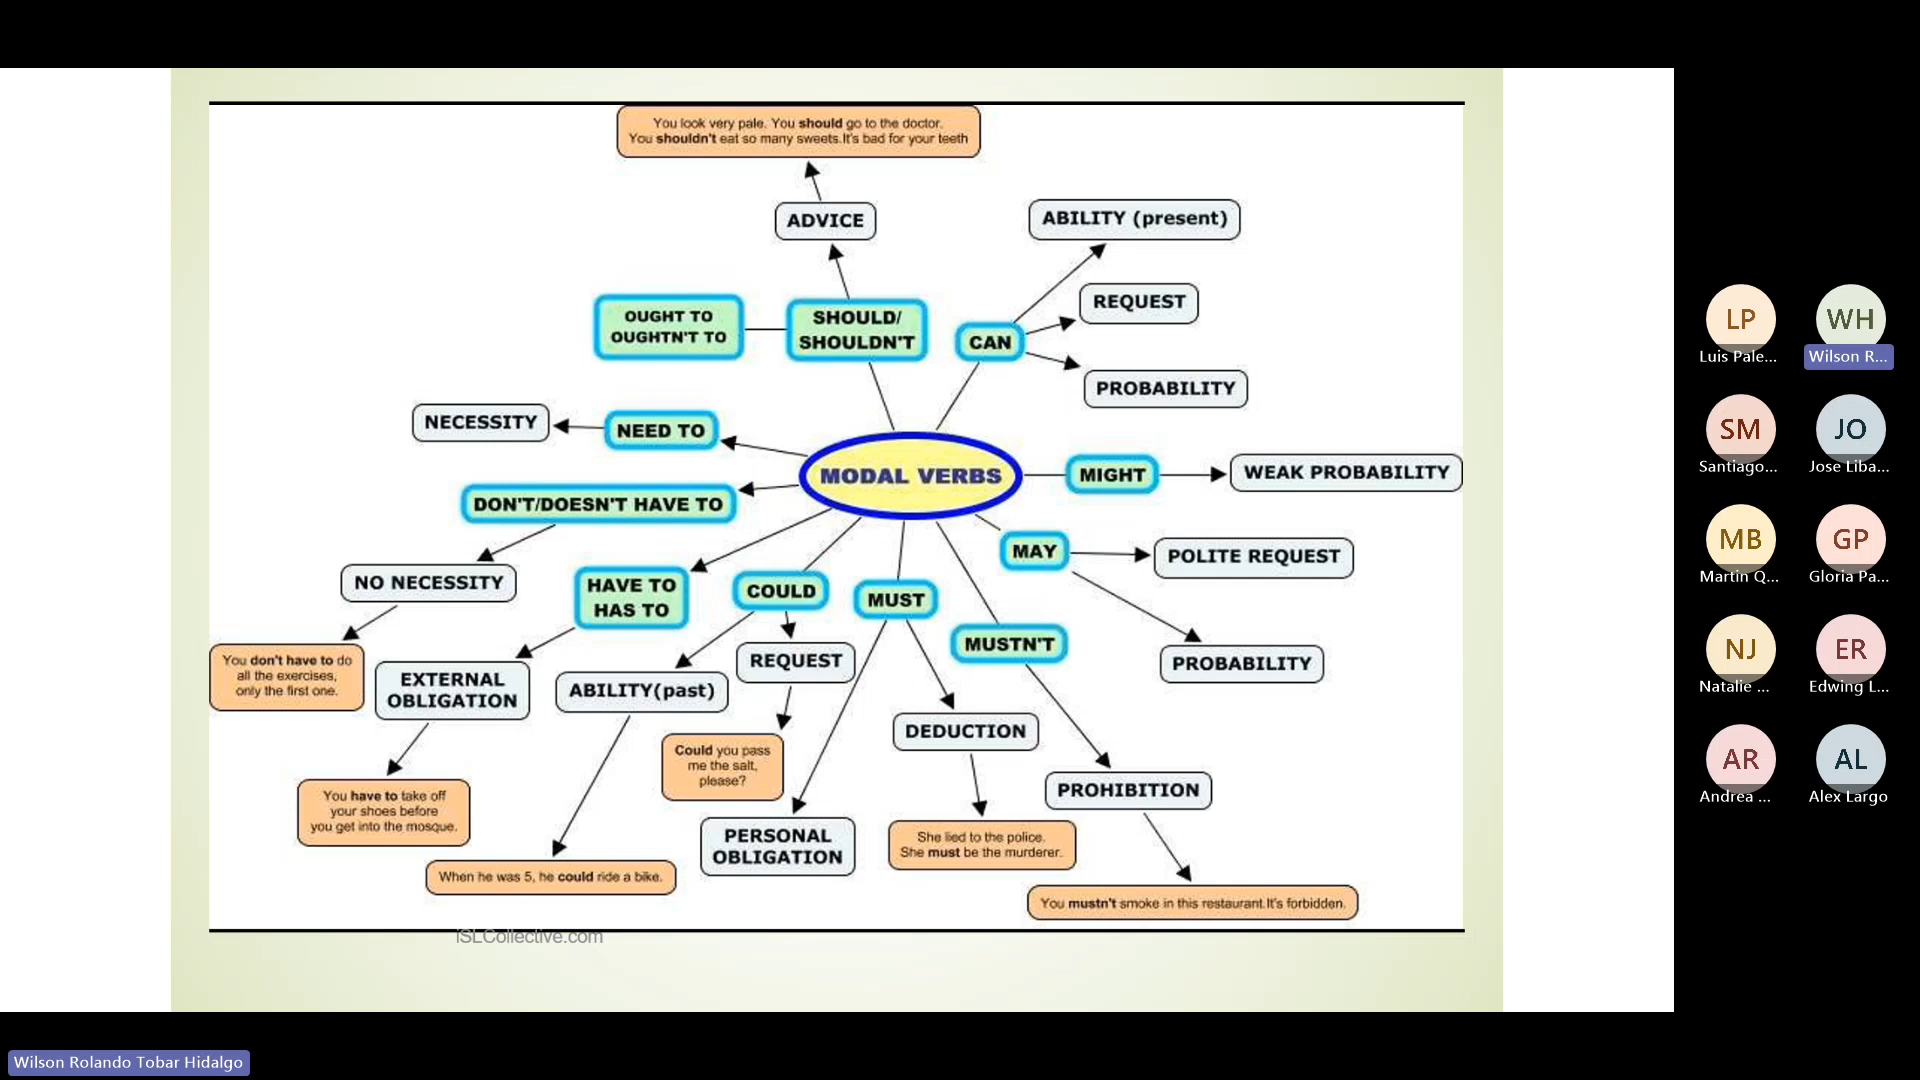 You look very pale. You should go to the doctor.
You shouldn't eat so many sweets.It's bad for your teeth
ADVICE
ABILITY (present)
REQUEST
PROBABILITY
OUGHT TO
OUGHTN'T TO
SHOULD/
SHOULDN'T
CAN
NECESSITY
NEED TO
MODAL VERBS
MIGHT
WEAK PROBABILITY
DON'T/DOESN'T HAVE TO
NO NECESSITY
MAY
POLITE REQUEST
PROBABILITY
HAVE TO
HAS TO
COULD
MUST
MUSTN'T
You don't have to do
all the exercises,
only the first one.
EXTERNAL
OBLIGATION
ABILITY(past)
REQUEST
DEDUCTION
PROHIBITION
You have to take off
your shoes before
you get into the mosque.
Could you pass
me the salt,
please?
PERSONAL
OBLIGATION
She lied to the police.
She must be the murderer.
When he was 5, he could ride a bike.
You mustn't smoke in this restaurant.It's forbidden.
iSLCollective.com
LP
Luis Pale...
WH
Wilson R...
SM
Santiago...
JO
Jose Liba...
MB
Martin Q...
GP
Gloria Pa...
NJ
Natalie ...
ER
Edwing L...
AR
Andrea ...
AL
Alex Largo
Wilson Rolando Tobar Hidalgo